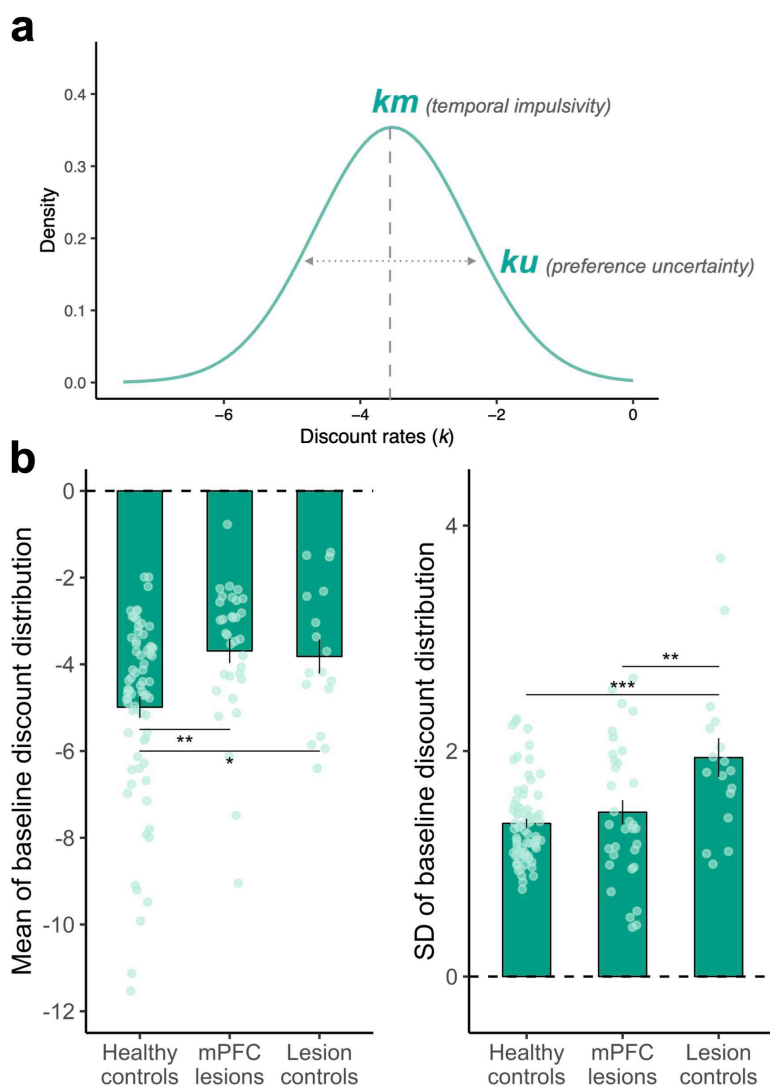 a
0.4
0.3
0.2
0.1
0.0
Density
km (temporal impulsivity)
ku (preference uncertainty)
−6
−4
−2
0
Discount rates (k)
b
0
-2
-4
-6
-8
-10
-12
Mean of baseline discount distribution
**
*
Healthy
controls
mPFC
lesions
Lesion
controls
4
2
0
SD of baseline discount distribution
**
***
Healthy
controls
mPFC
lesions
Lesion
controls